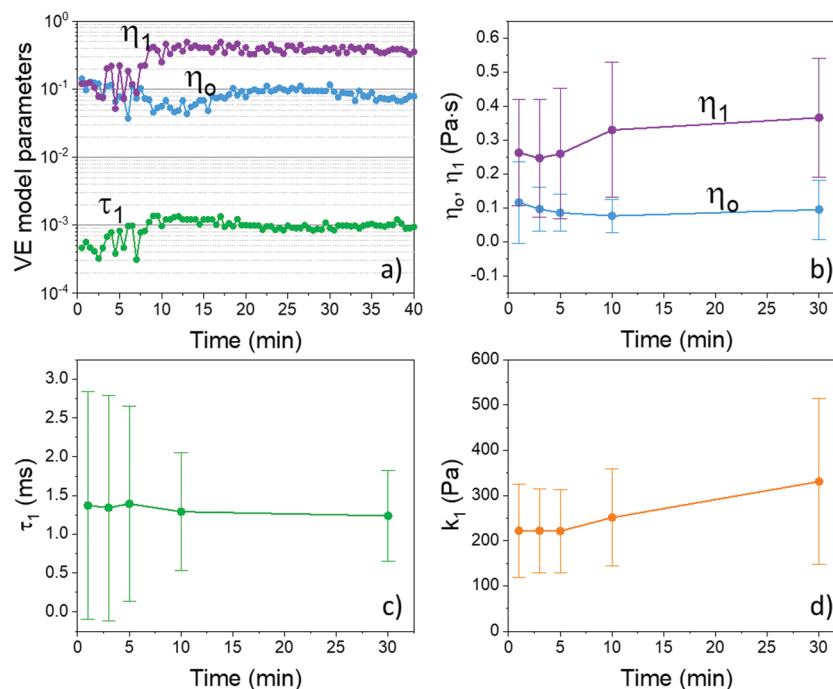 10⁰
10⁻¹
10⁻²
10⁻³
10⁻⁴
VE model parameters
η₁
ηₒ
τ₁
a)
0 5 10 15 20 25 30 35 40
Time (min)
0.6
0.5
0.4
0.3
0.2
0.1
0.0
-0.1
ηₒ, η₁ (Pa·s)
η₁
ηₒ
b)
0 5 10 15 20 25 30
Time (min)
3.0
2.5
2.0
1.5
1.0
0.5
0.0
τ₁ (ms)
c)
0 5 10 15 20 25 30
Time (min)
600
500
400
300
200
100
0
k₁ (Pa)
d)
0 5 10 15 20 25 30
Time (min)